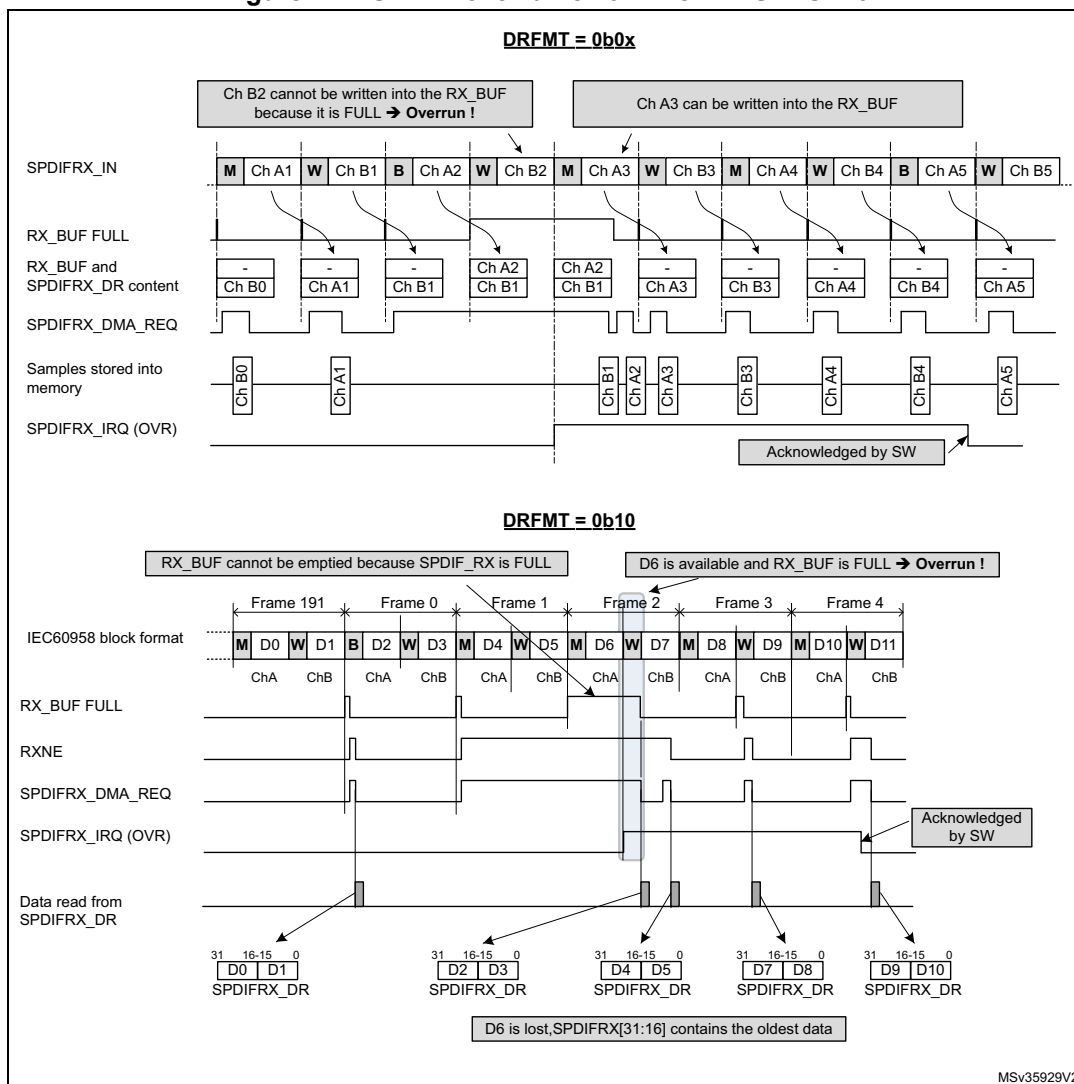 DRFMT = 0b0x
Ch B2 cannot be written into the RX_BUF
because it is FULL ➔ Overrun !
Ch A3 can be written into the RX_BUF
SPDIFRX_IN
M Ch A1 W Ch B1 B Ch A2 W Ch B2 M Ch A3 W Ch B3 M Ch A4 W Ch B4 B Ch A5 W Ch B5
RX_BUF FULL
RX_BUF and
SPDIFRX_DR content
- - - Ch A2 Ch A2 - - - - -
Ch B0 Ch A1 Ch B1 Ch B1 Ch B1 Ch A3 Ch B3 Ch A4 Ch B4 Ch A5
SPDIFRX_DMA_REQ
Samples stored into
memory
Ch B0 Ch A1 Ch B1 Ch A2 Ch A3 Ch B3 Ch A4 Ch B4 Ch A5
SPDIFRX_IRQ (OVR)
Acknowledged by SW
DRFMT = 0b10
RX_BUF cannot be emptied because SPDIF_RX is FULL
D6 is available and RX_BUF is FULL ➔ Overrun !
Frame 191 Frame 0 Frame 1 Frame 2 Frame 3 Frame 4
IEC60958 block format
M D0 W D1 B D2 W D3 M D4 W D5 M D6 W D7 M D8 W D9 M D10 W D11
ChA ChB ChA ChB ChA ChB ChA ChB ChA ChB ChA ChB
RX_BUF FULL
RXNE
SPDIFRX_DMA_REQ
SPDIFRX_IRQ (OVR)
Acknowledged
by SW
Data read from
SPDIFRX_DR
31 16-15 0 31 16-15 0 31 16-15 0 31 16-15 0 31 16-15 0
D0 D1 D2 D3 D4 D5 D7 D8 D9 D10
SPDIFRX_DR SPDIFRX_DR SPDIFRX_DR SPDIFRX_DR SPDIFRX_DR
D6 is lost,SPDIFRX[31:16] contains the oldest data
MSv35929V2